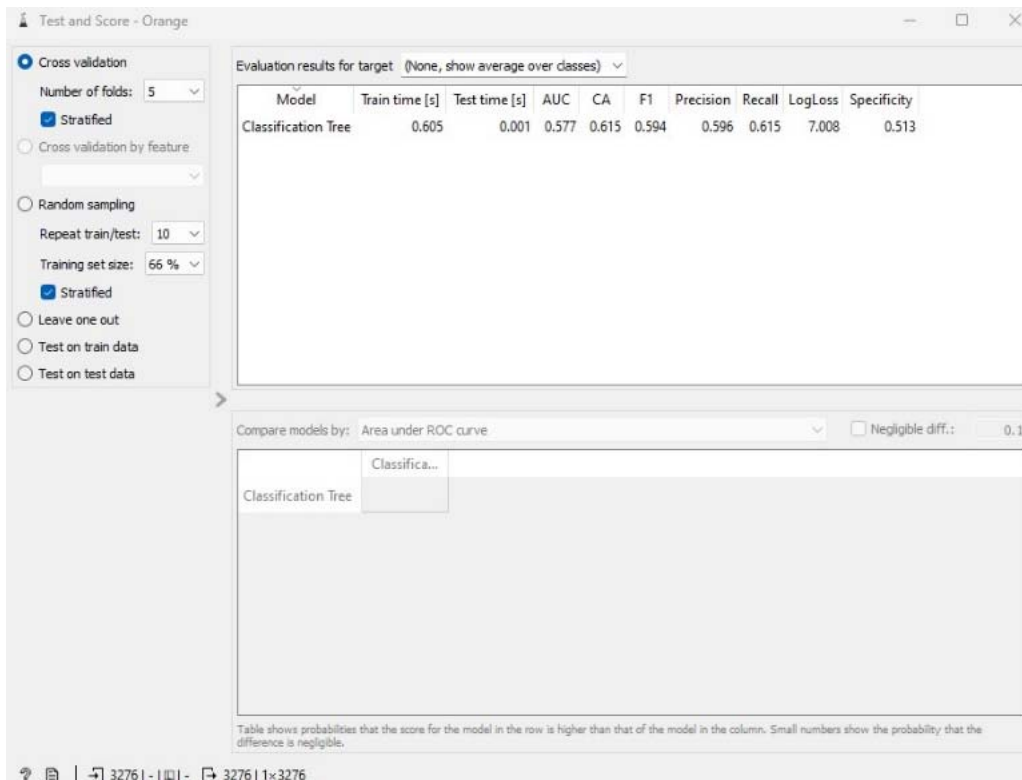 Test and Score - Orange
Cross validation
Number of folds: 5
Stratified
Cross validation by feature
Random sampling
Repeat train/test: 10
Training set size: 66 %
Stratified
Leave one out
Test on train data
Test on test data
Evaluation results for target (None, show average over classes)
Model Train time [s] Test time [s] AUC CA F1 Precision Recall LogLoss Specificity
Classification Tree 0.605 0.001 0.577 0.615 0.594 0.596 0.615 7.008 0.513
Compare models by: Area under ROC curve Negligible diff.: 0.1
Classifica...
Classification Tree
Table shows probabilities that the score for the model in the row is higher than that of the model in the column. Small numbers show the probability that the
difference is negligible.
? 3276 | - | - 3276 | 1×3276